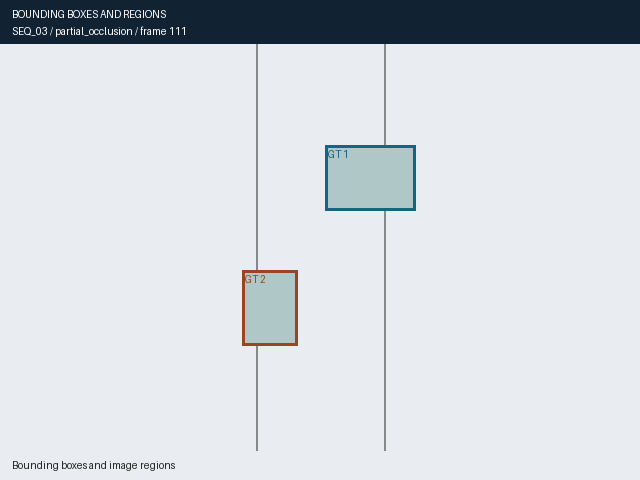 BOUNDING BOXES AND REGIONS
SEQ_03 / partial_occlusion / frame 111
GT1
GT2
Bounding boxes and image regions